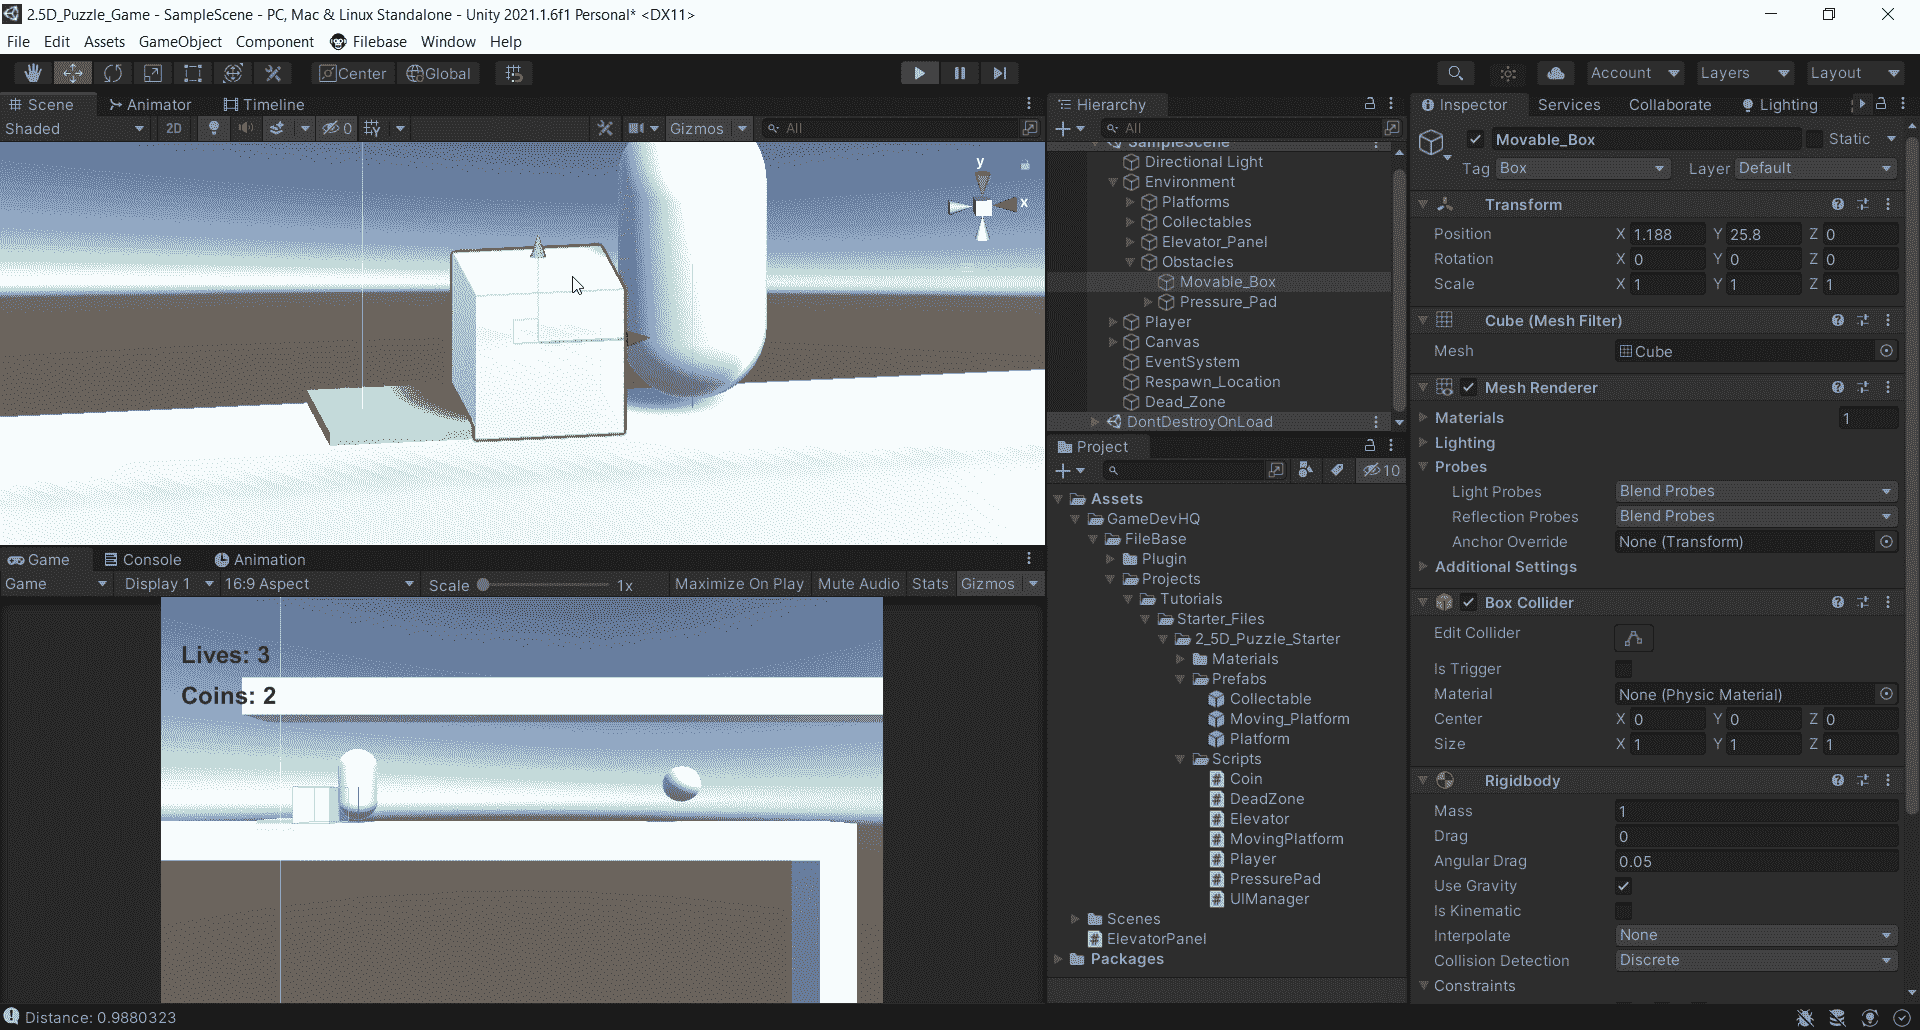 2.5D_Puzzle_Game - SampleScene - PC, Mac & Linux Standalone - Unity 2021.1.6f1 Personal* <DX11>
File Edit Assets GameObject Component Filebase Window Help
Center Global Account Layers Layout
Scene Animator Timeline
Shaded 2D 0 Gizmos All
y
x
Game Console Animation
Game Display 1 16:9 Aspect Scale 1x Maximize On Play Mute Audio Stats Gizmos
Lives: 3
Coins: 2
Hierarchy
All
SampleScene
Directional Light
Environment
Platforms
Collectables
Elevator_Panel
Obstacles
Movable_Box
Pressure_Pad
Player
Canvas
EventSystem
Respawn_Location
Dead_Zone
DontDestroyOnLoad
Project
10
Assets
GameDevHQ
FileBase
Plugin
Projects
Tutorials
Starter_Files
2_5D_Puzzle_Starter
Materials
Prefabs
Collectable
Moving_Platform
Platform
Scripts
Coin
DeadZone
Elevator
MovingPlatform
Player
PressurePad
UIManager
Scenes
ElevatorPanel
Packages
Inspector Services Collaborate Lighting
Movable_Box Static
Tag Box Layer Default
Transform
Position X 1.188 Y 25.8 Z 0
Rotation X 0 Y 0 Z 0
Scale X 1 Y 1 Z 1
Cube (Mesh Filter)
Mesh Cube
Mesh Renderer
Materials 1
Lighting
Probes
Light Probes Blend Probes
Reflection Probes Blend Probes
Anchor Override None (Transform)
Additional Settings
Box Collider
Edit Collider
Is Trigger
Material None (Physic Material)
Center X 0 Y 0 Z 0
Size X 1 Y 1 Z 1
Rigidbody
Mass 1
Drag 0
Angular Drag 0.05
Use Gravity
Is Kinematic
Interpolate None
Collision Detection Discrete
Constraints
Distance: 0.9880323